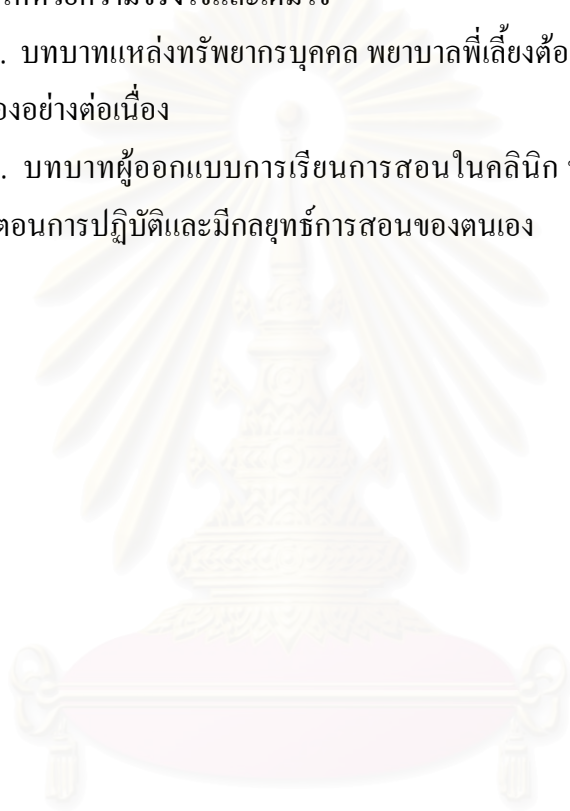 . บทบาทแหล่งทรัพยากรบุคคล พยาบาลพี่เลี้ยงต้อ
องอย่างต่อเนื่อง
. บทบาทผู้ออกแบบการเรียนการสอนในคลินิก
ตอนการปฏิบัติและมีกลยุทธ์การสอนของตนเอง